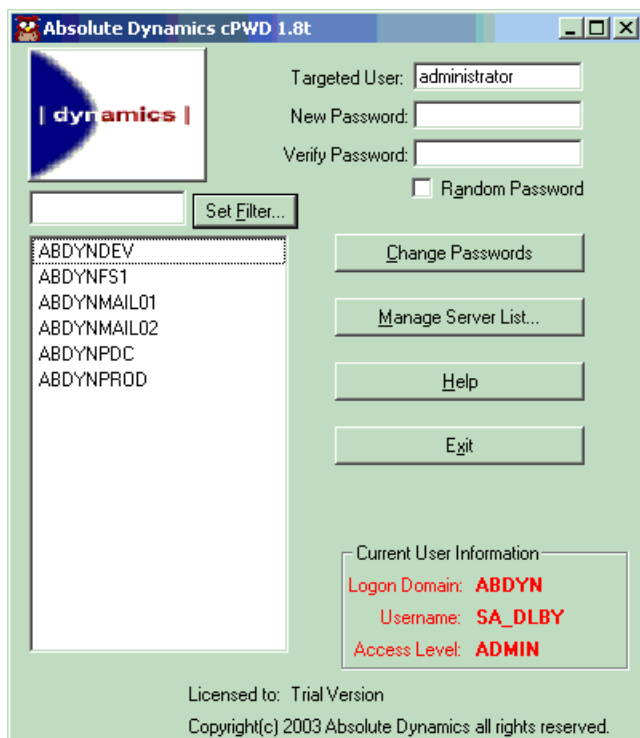 Absolute Dynamics cPWD 1.8t
| dynamics |
Targeted User: administrator
New Password:
Verify Password:
Random Password
Set Filter...
ABDYNDEV
ABDYNFS1
ABDYNMAIL01
ABDYNMAIL02
ABDYNPDC
ABDYNPROD
Change Passwords
Manage Server List...
Help
Exit
Current User Information
Logon Domain: ABDYN
Username: SA_DLBY
Access Level: ADMIN
Licensed to: Trial Version
Copyright(c) 2003 Absolute Dynamics all rights reserved.